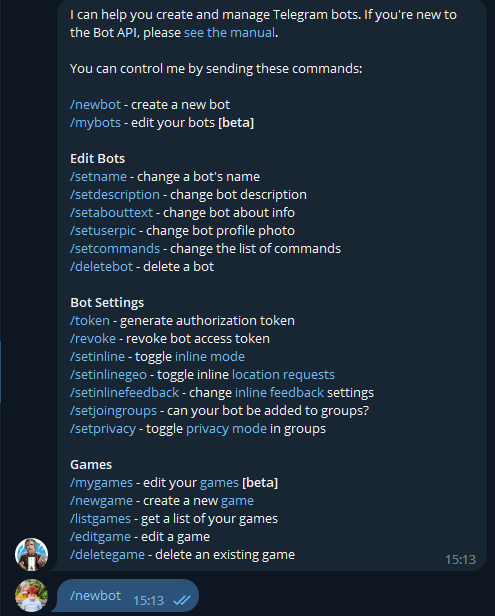 I can help you create and manage Telegram bots. If you're new to
the Bot API, please see the manual.
You can control me by sending these commands:
/newbot - create a new bot
/mybots - edit your bots [beta]
Edit Bots
/setname - change a bot's name
/setdescription - change bot description
/setabouttext - change bot about info
/setuserpic - change bot profile photo
/setcommands - change the list of commands
/deletebot - delete a bot
Bot Settings
/token - generate authorization token
/revoke - revoke bot access token
/setinline - toggle inline mode
/setinlinegeo - toggle inline location requests
/setinlinefeedback - change inline feedback settings
/setjoingroups - can your bot be added to groups?
/setprivacy - toggle privacy mode in groups
Games
/mygames - edit your games [beta]
/newgame - create a new game
/listgames - get a list of your games
/editgame - edit a game
/deletegame - delete an existing game
15:13
/newbot 15:13